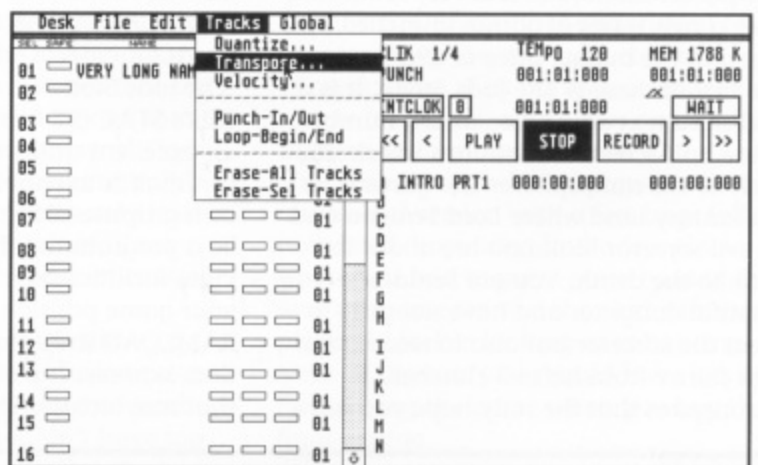 Desk File Edit Tracks Global
SEL SAFE NAME
Quantize...
Transpore...
Velocity...
Punch-In/Out
Loop-Begin/End
Erase-All Tracks
Erase-Sel Tracks
CLIK 1/4 TEMPO 120 MEM 1788 K
PUNCH 001:01:000 001:01:000
INTCLOK 0 001:01:000 WAIT
<< < PLAY STOP RECORD > >>
INTRO PRT1 000:00:000 000:00:000
01 VERY LONG NAM
02
03
04
05
06
07 01 C
08 01 D
09 01 E
10 01 F
G
11 01 H
12 01 I
13 01 J
K
14 01
15 01 M
16 01 N